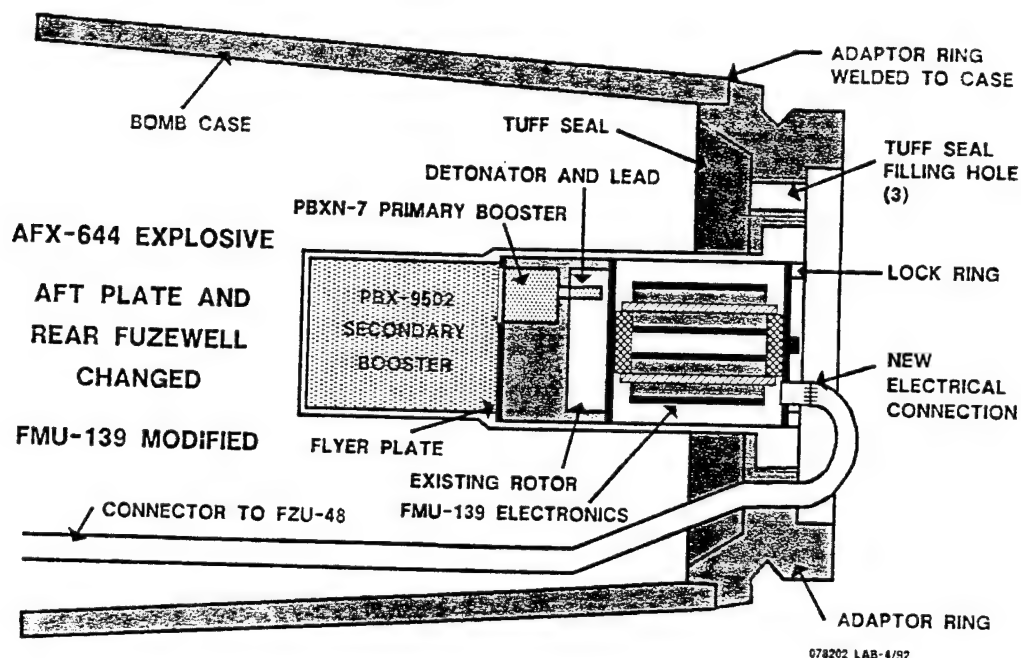 ADAPTOR RING
WELDED TO CASE
BOMB CASE
TUFF SEAL
TUFF SEAL
FILLING HOLE
(3)
DETONATOR AND LEAD
PBXN-7 PRIMARY BOOSTER
AFX-644 EXPLOSIVE
AFT PLATE AND
REAR FUZEWELL
CHANGED
FMU-139 MODIFIED
PBX-9502
SECONDARY
BOOSTER
LOCK RING
NEW
ELECTRICAL
CONNECTION
FLYER PLATE
EXISTING ROTOR
FMU-139 ELECTRONICS
CONNECTOR TO FZU-48
ADAPTOR RING
078202 LAB-4/92